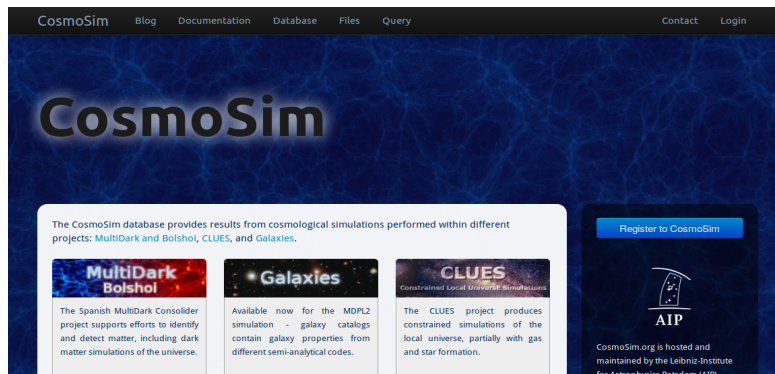 CosmoSim Blog Documentation Database Files Query Contact Login
CosmoSim
The CosmoSim database provides results from cosmological simulations performed within different
projects: MultiDark and Bolshoi, CLUES, and Galaxies.
MultiDark
Bolshoi
The Spanish MultiDark Consolider
project supports efforts to identify
and detect matter, including dark
matter simulations of the universe.
Galaxies
Available now for the MDPL2
simulation - galaxy catalogs
contain galaxy properties from
different semi-analytical codes.
CLUES
Constrained Local Universe Simulations
The CLUES project produces
constrained simulations of the
local universe, partially with gas
and star formation.
Register to CosmoSim
AIP
CosmoSim.org is hosted and
maintained by the Leibniz-Institute
for Astrophysics Potsdam (AIP)